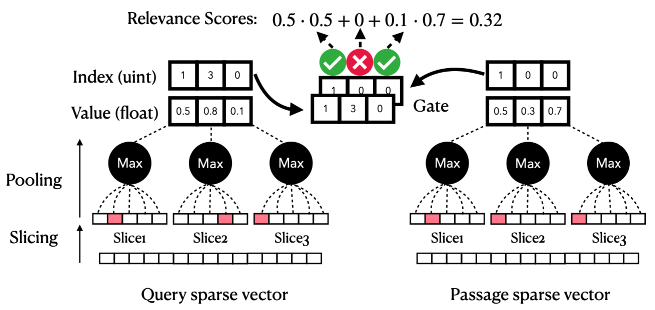 Relevance Scores: 0.5 · 0.5 + 0 + 0.1 · 0.7 = 0.32
Index (uint)
1 3 0
1 0 0
1 3 0
Gate
1 0 0
Value (float)
0.5 0.8 0.1
0.5 0.3 0.7
Pooling
Max Max Max
Max Max Max
Slicing
Slice1 Slice2 Slice3
Slice1 Slice2 Slice3
Query sparse vector
Passage sparse vector